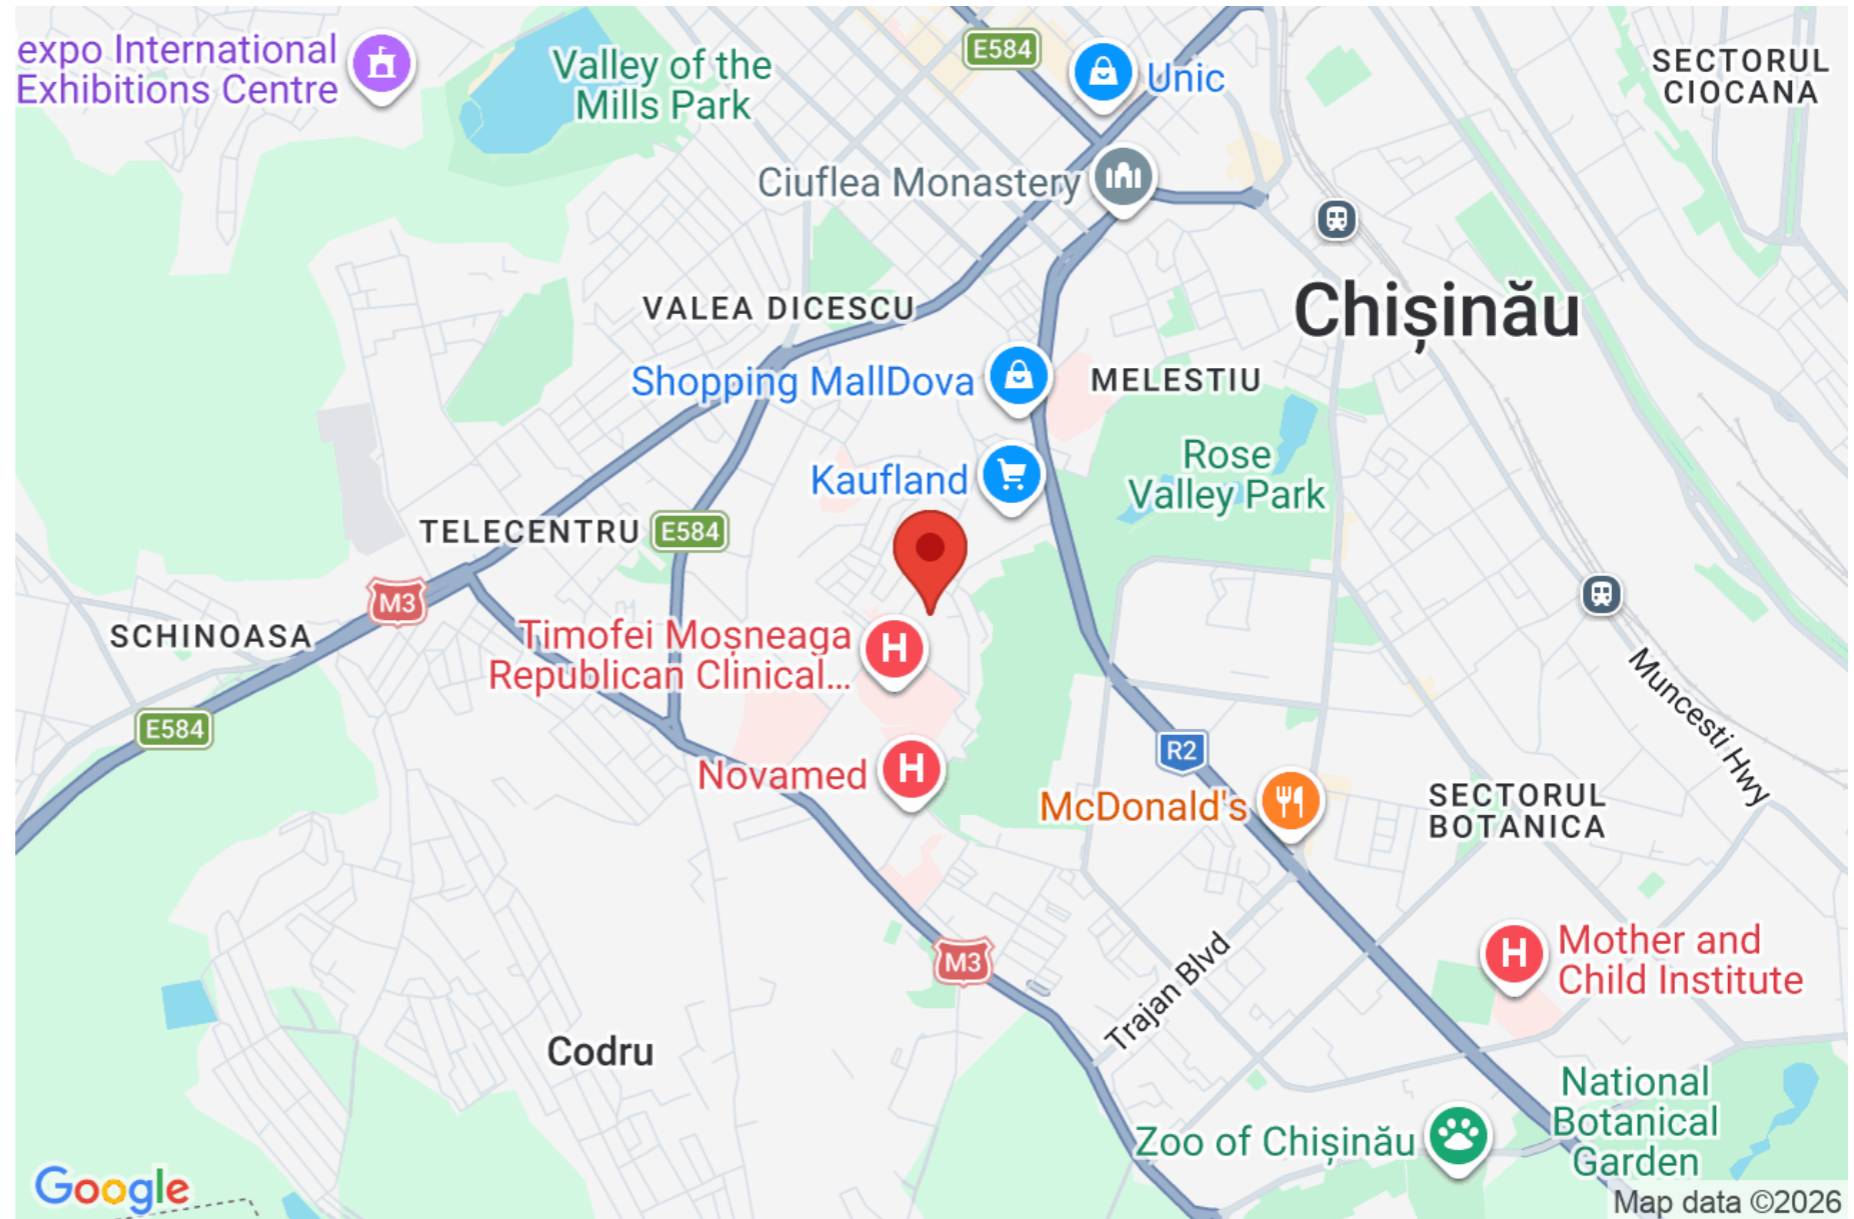 expo International
Exhibitions Centre
Valley of the
Mills Park
E584
Unic
SECTORUL
CIOCANA
Ciuflea Monastery
VALEA DICESCU
Chișinău
Shopping MallDova
MELESTIU
Kaufland
Rose
Valley Park
TELECENTRU
E584
M3
SCHINOASA
Timofei Moșneaga
Republican Clinical...
H
E584
Muncesti Hwy
R2
Novamed
H
McDonald's
SECTORUL
BOTANICA
M3
Trajan Blvd
H
Mother and
Child Institute
Codru
National
Botanical
Garden
Zoo of Chișinău
Google
Map data ©2026